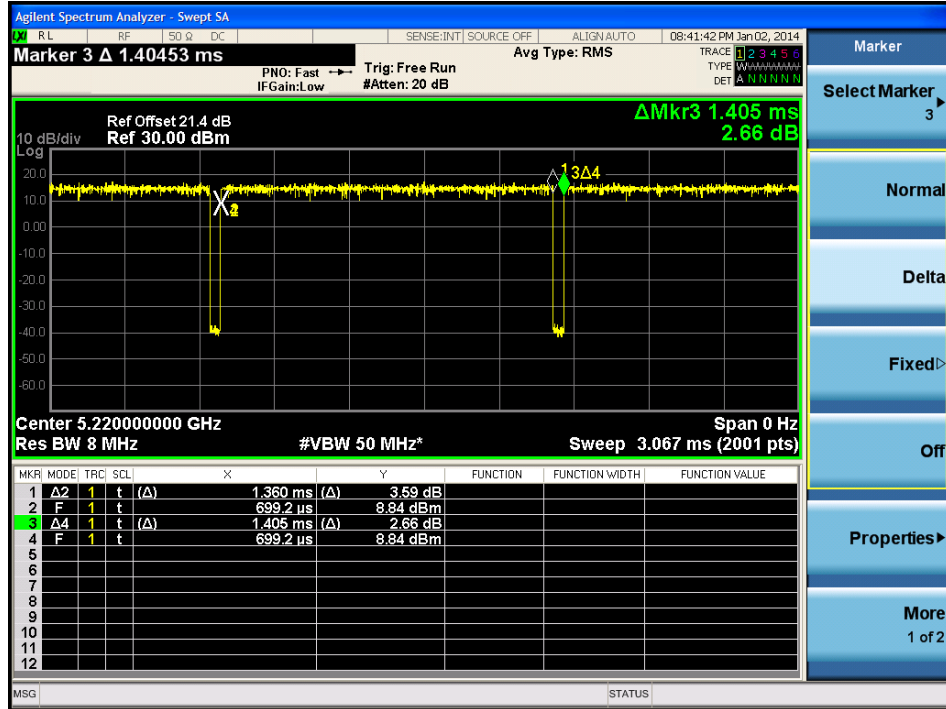 Agilent Spectrum Analyzer - Swept SA
LXI RL RF 50 Ω DC SENSE:INT SOURCE OFF ALIGN AUTO 08:41:42 PM Jan 02, 2014
Marker 3 Δ 1.40453 ms
PNO: Fast
IFGain:Low
Trig: Free Run
#Atten: 20 dB
Avg Type: RMS
TRACE 1 2 3 4 5 6
TYPE WWWWWW
DET A N N N N N
ΔMkr3 1.405 ms
2.66 dB
Ref Offset 21.4 dB
10 dB/div Ref 30.00 dBm
Log
20.0
10.0
0.00
-10.0
-20.0
-30.0
-40.0
-50.0
-60.0
1 3Δ4
2
Center 5.220000000 GHz Span 0 Hz
Res BW 8 MHz #VBW 50 MHz* Sweep 3.067 ms (2001 pts)
MKR MODE TRC SCL X Y FUNCTION FUNCTION WIDTH FUNCTION VALUE
1 Δ2 1 t (Δ) 1.360 ms (Δ) 3.59 dB
2 F 1 t 699.2 µs 8.84 dBm
3 Δ4 1 t (Δ) 1.405 ms (Δ) 2.66 dB
4 F 1 t 699.2 µs 8.84 dBm
5
6
7
8
9
10
11
12
MSG STATUS
Marker
Select Marker
3
Normal
Delta
Fixed
Off
Properties
More
1 of 2